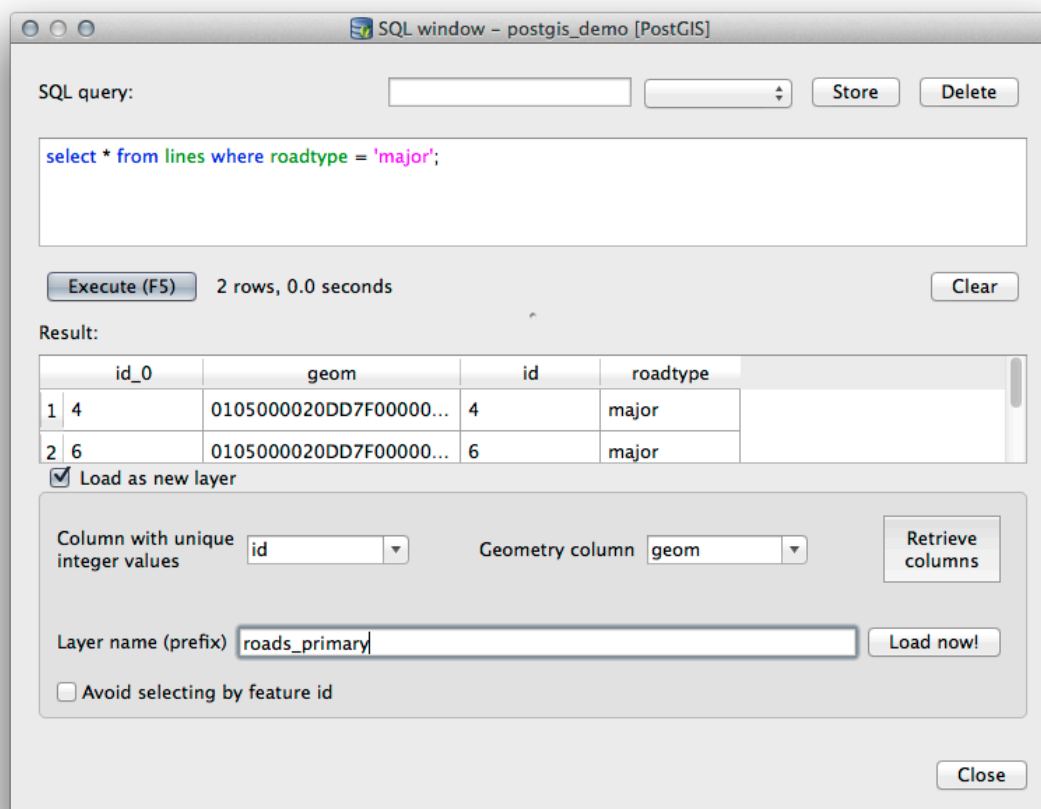 SQL window – postgis_demo [PostGIS]
SQL query:
Store
Delete
select * from lines where roadtype = 'major';
Execute (F5)
2 rows, 0.0 seconds
Clear
Result:
id_0 geom id roadtype
1 4 0105000020DD7F00000... 4 major
2 6 0105000020DD7F00000... 6 major
Load as new layer
Column with unique
integer values
id
Geometry column
geom
Retrieve
columns
Layer name (prefix)
roads_primary
Load now!
Avoid selecting by feature id
Close